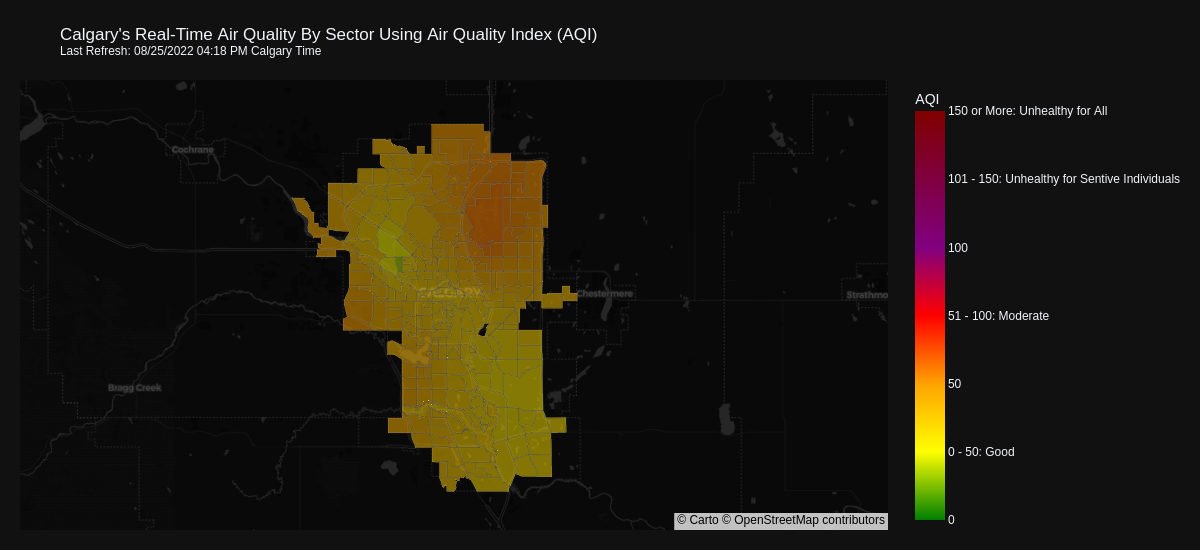 Calgary's Real-Time Air Quality By Sector Using Air Quality Index (AQI)
Last Refresh: 08/25/2022 04:18 PM Calgary Time
AQI
150 or More: Unhealthy for All
101 - 150: Unhealthy for Sentive Individuals
100
51 - 100: Moderate
50
0 - 50: Good
0
Cochrane
CALGARY
Chestermere
Strathmo
Bragg Creek
© Carto © OpenStreetMap contributors